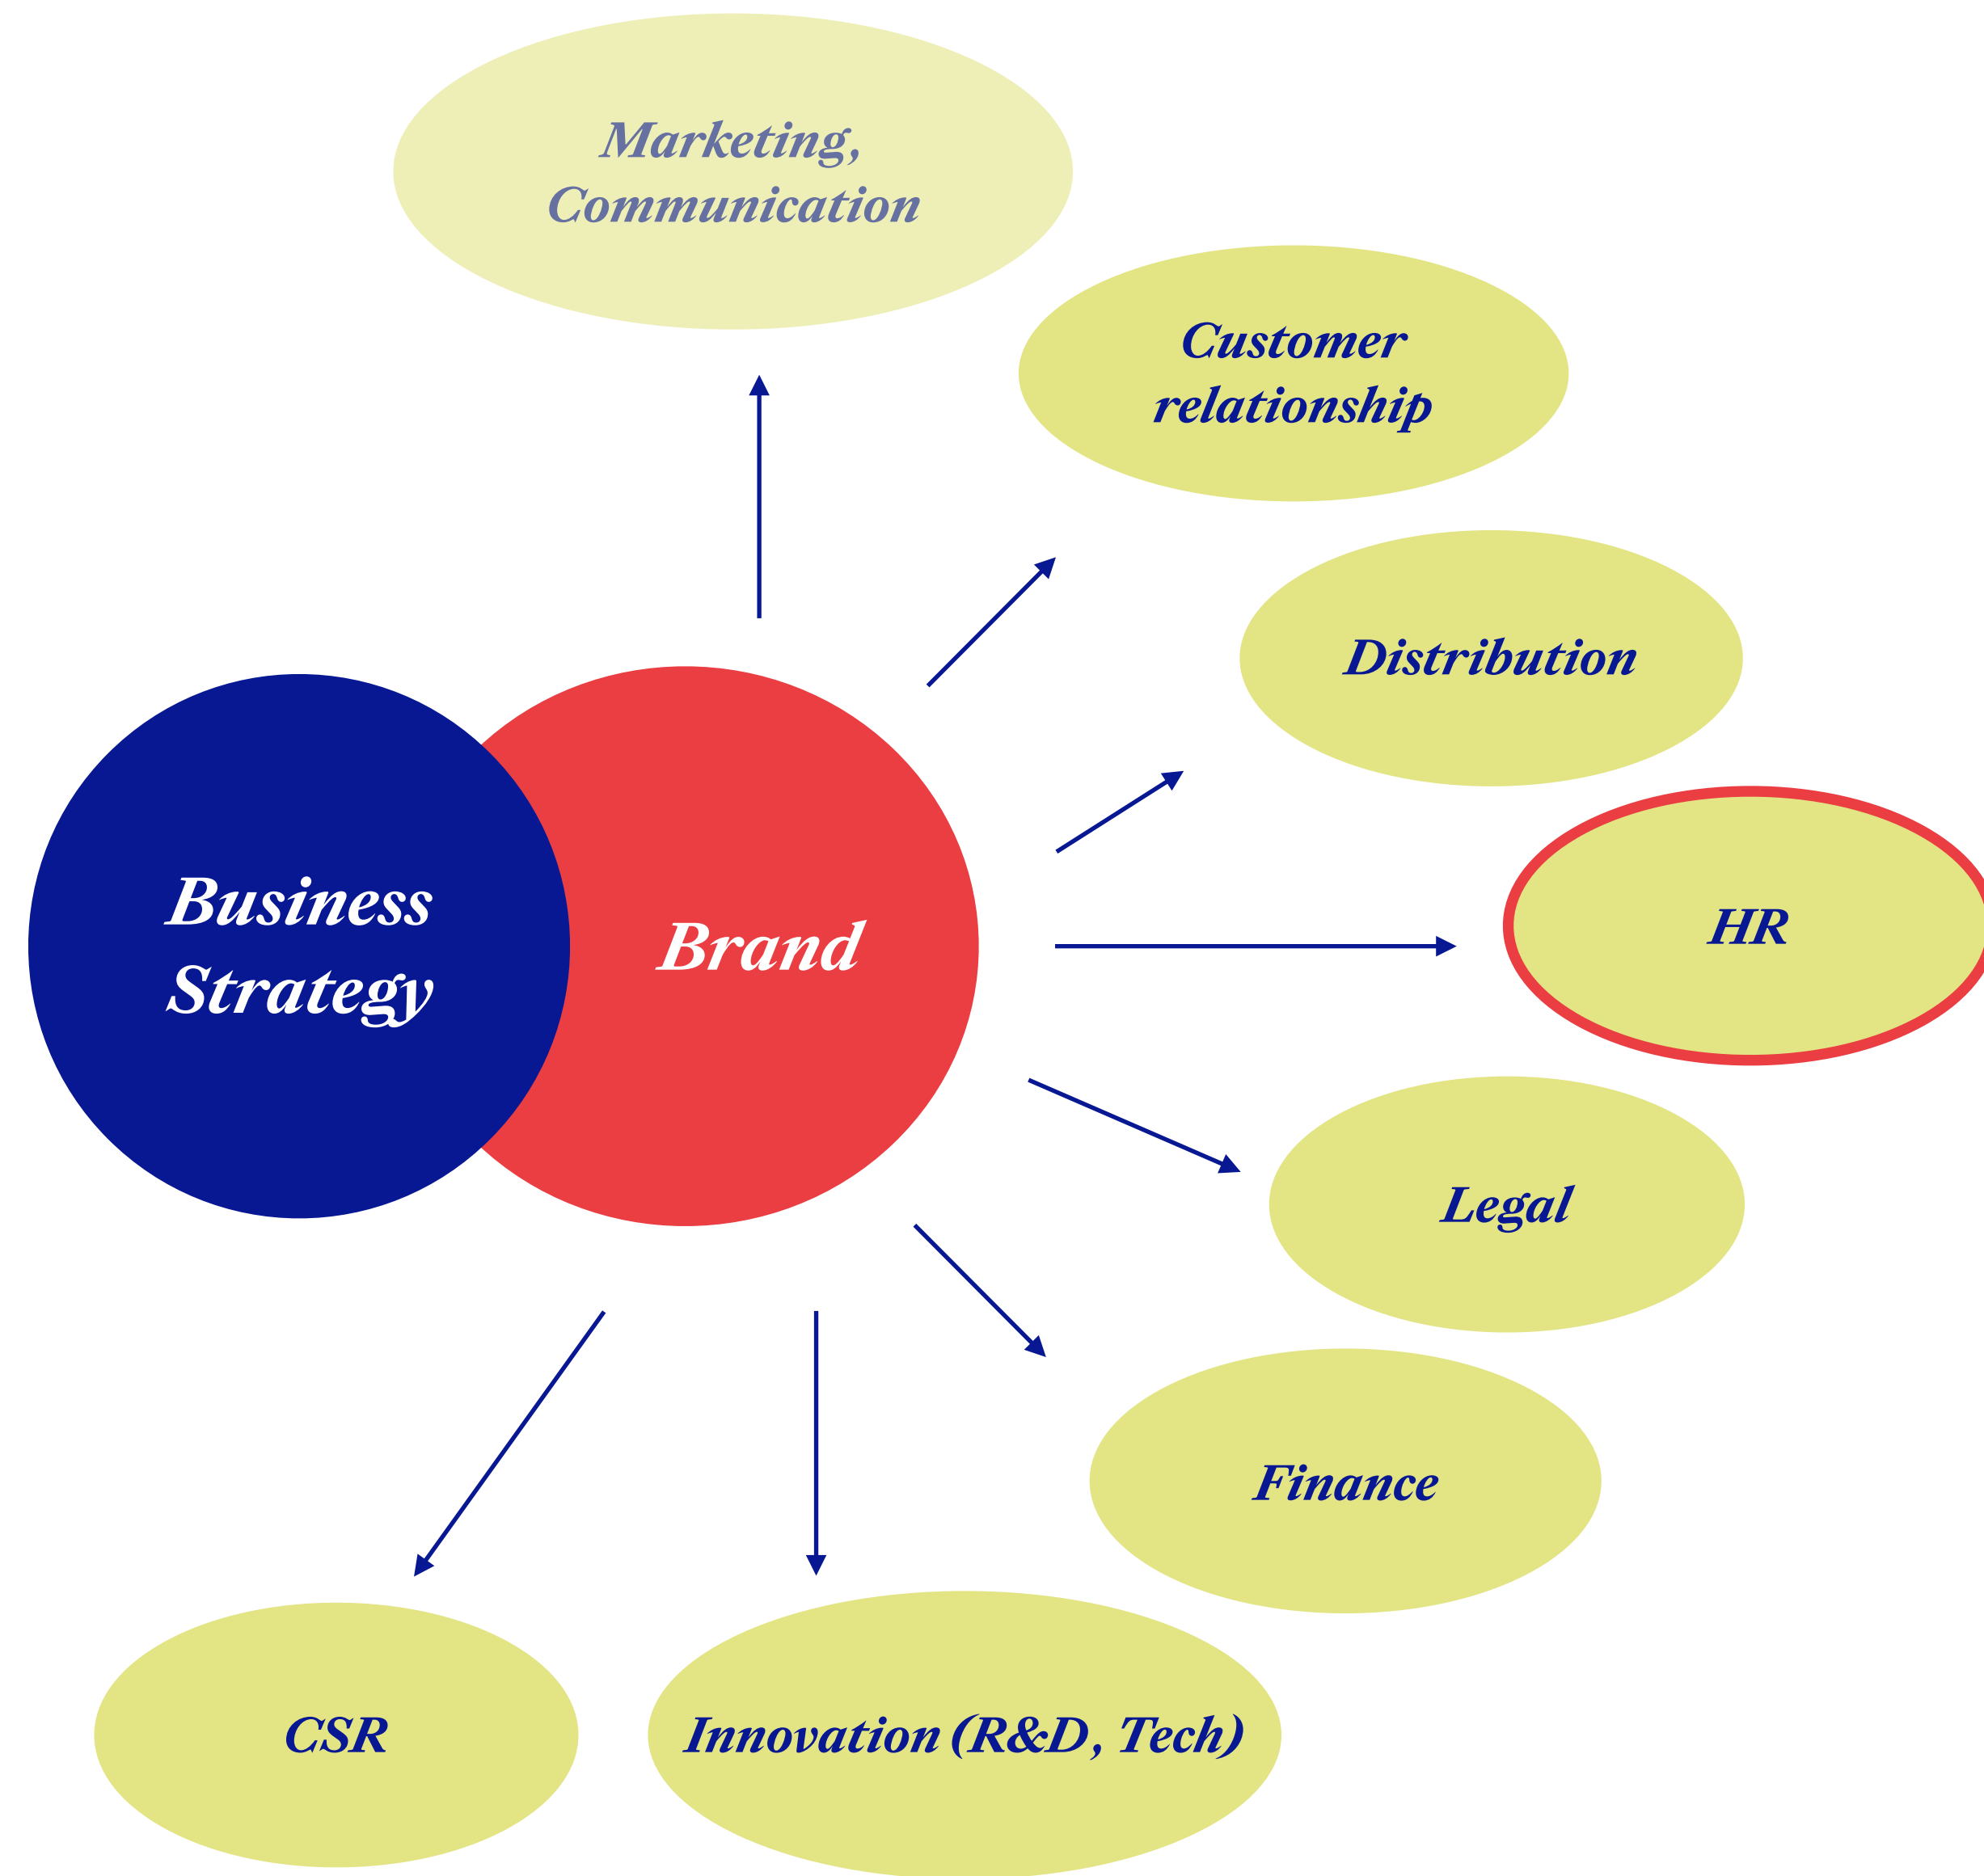 Marketing,
Communication
Customer
relationship
Distribution
Business
Strategy
Brand
HR
Legal
Finance
CSR
Innovation (R&D, Tech)